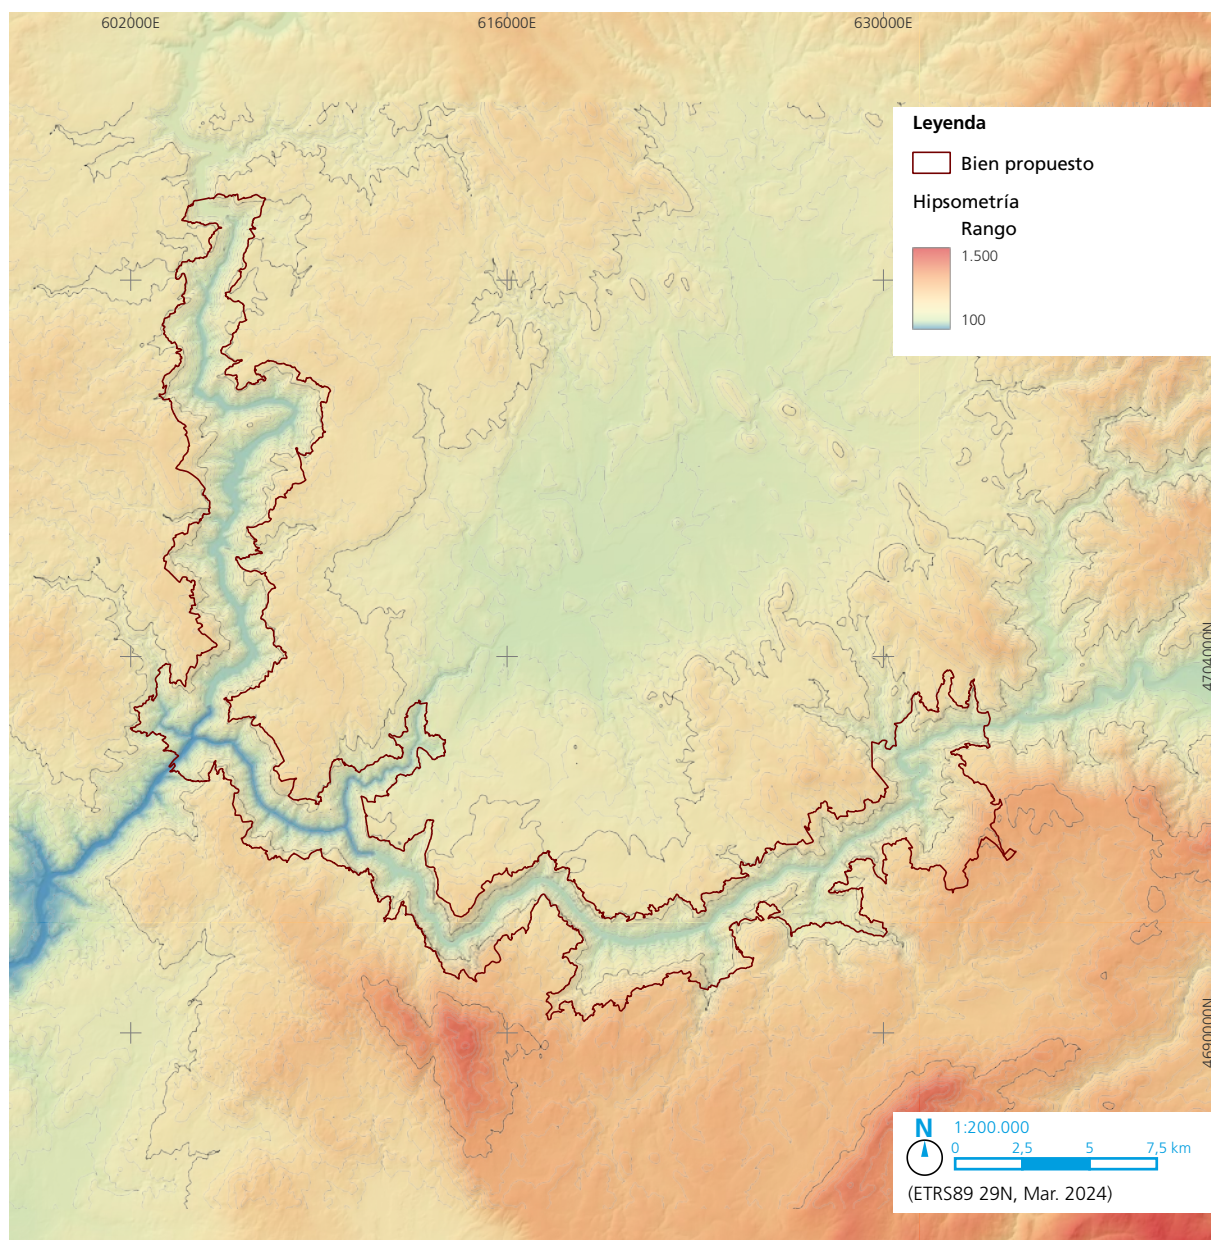 602000E
616000E
630000E
Leyenda
Bien propuesto
Hipsometría
Rango
1.500
100
4704000N
4690000N
N
1:200.000
0 2,5 5 7,5 km
(ETRS89 29N, Mar. 2024)